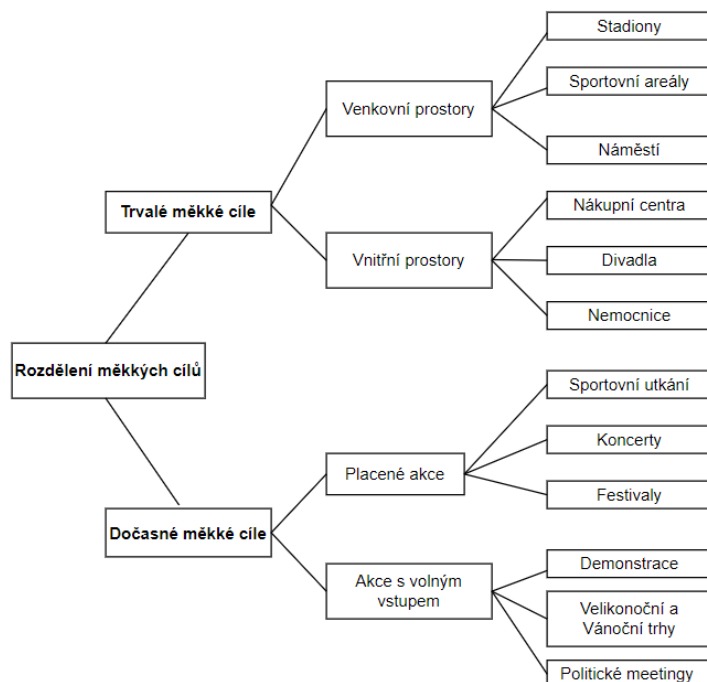 Stadiony
Sportovní areály
Venkovní prostory
Náměstí
Trvalé měkké cíle
Nákupní centra
Vnitřní prostory
Divadla
Nemocnice
Rozdělení měkkých cílů
Sportovní utkání
Koncerty
Placené akce
Festivaly
Dočasné měkké cíle
Demonstrace
Akce s volným
vstupem
Velikonoční a
Vánoční trhy
Politické meetingy